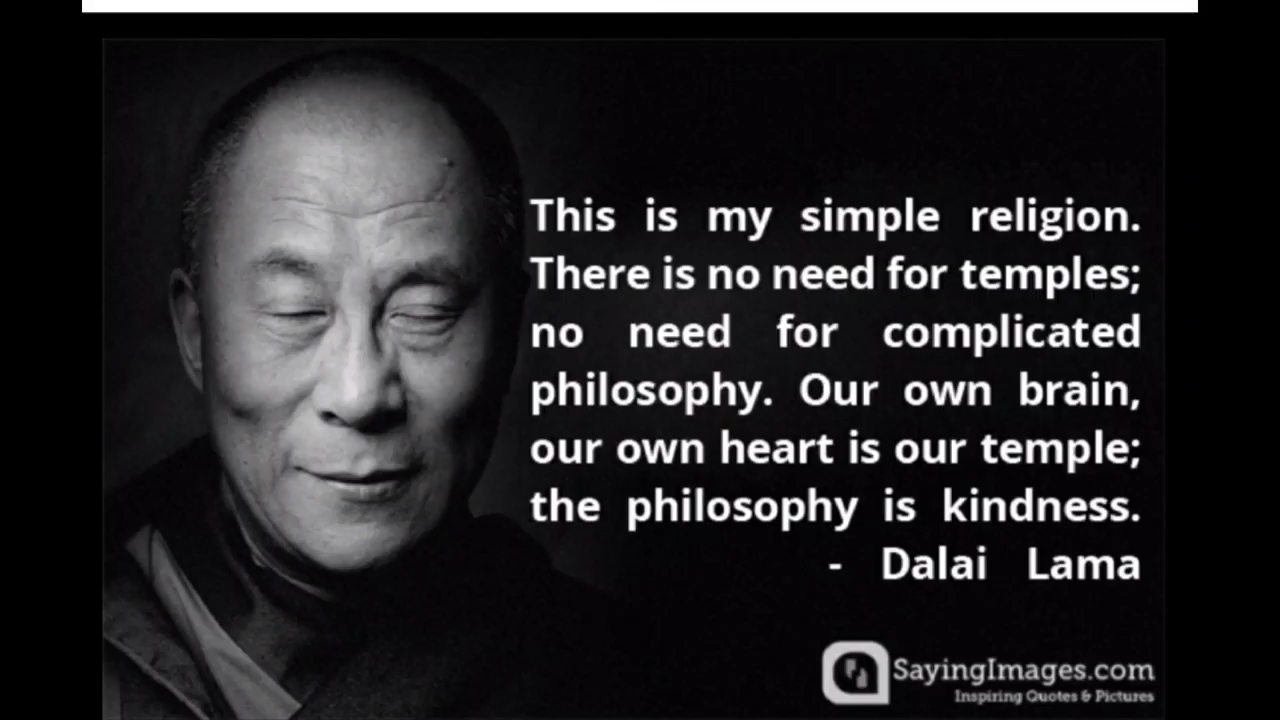 This is my simple religion.
There is no need for temples;
no need for complicated
philosophy. Our own brain,
our own heart is our temple;
the philosophy is kindness.
- Dalai Lama
SayingImages.com
Inspiring Quotes & Pictures